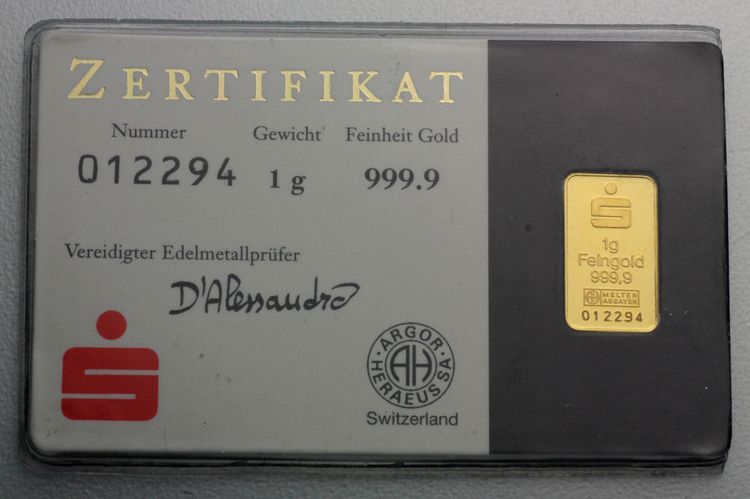 ZERTIFIKAT
Nummer Gewicht Feinheit Gold
012294 1 g 999.9
Vereidigter Edelmetallprüfer
D'Alessandro
ARGOR-HERAEUS SA
AH
Switzerland
S
1g
Feingold
999,9
AH MELTER
ASSAYER
012294